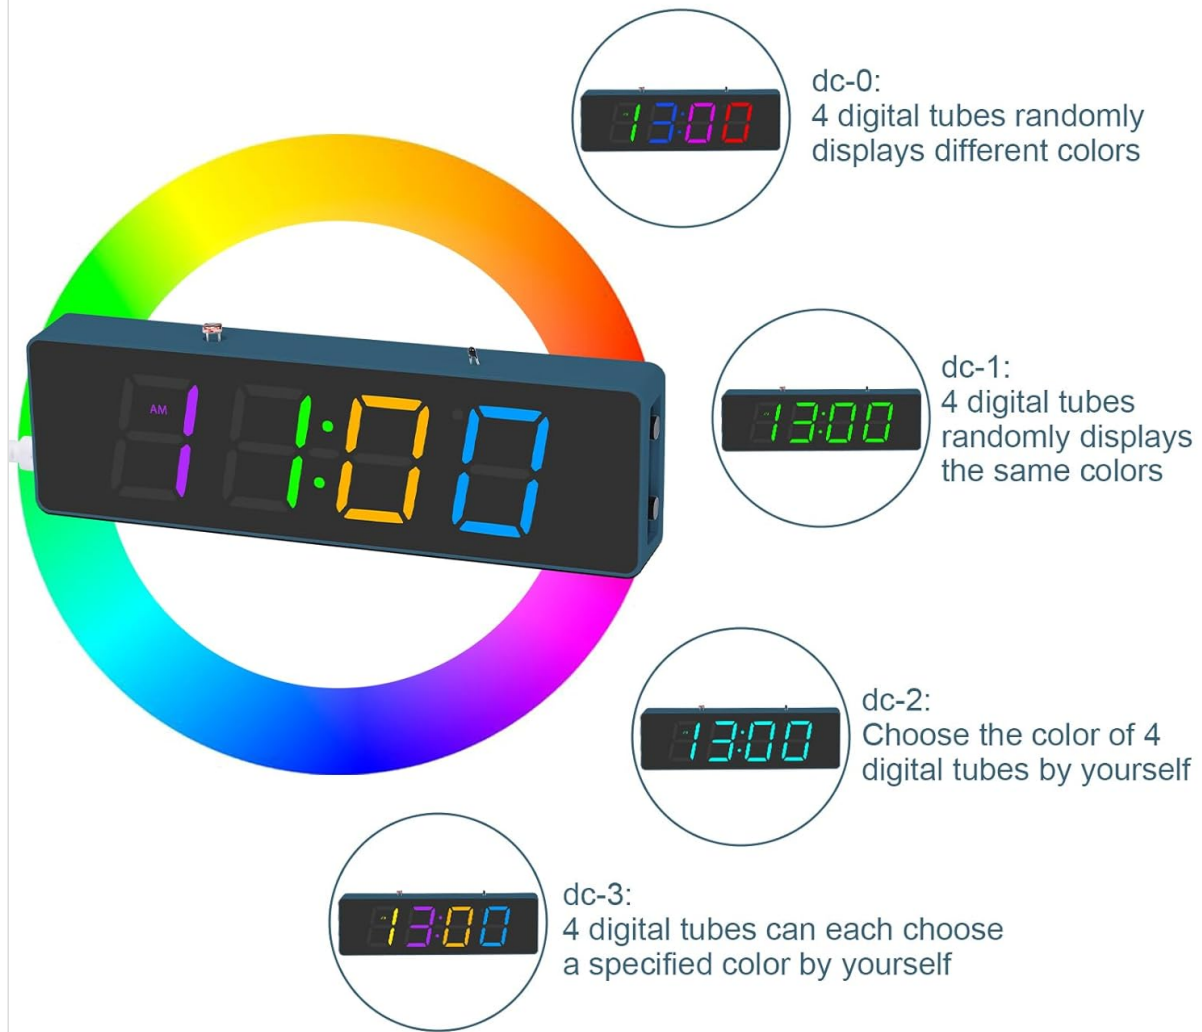 dc-0:
4 digital tubes randomly
displays different colors
13:00
AM
11:00
dc-1:
4 digital tubes
randomly displays
the same colors
13:00
dc-2:
Choose the color of 4
digital tubes by yourself
13:00
dc-3:
4 digital tubes can each choose
a specified color by yourself
13:00